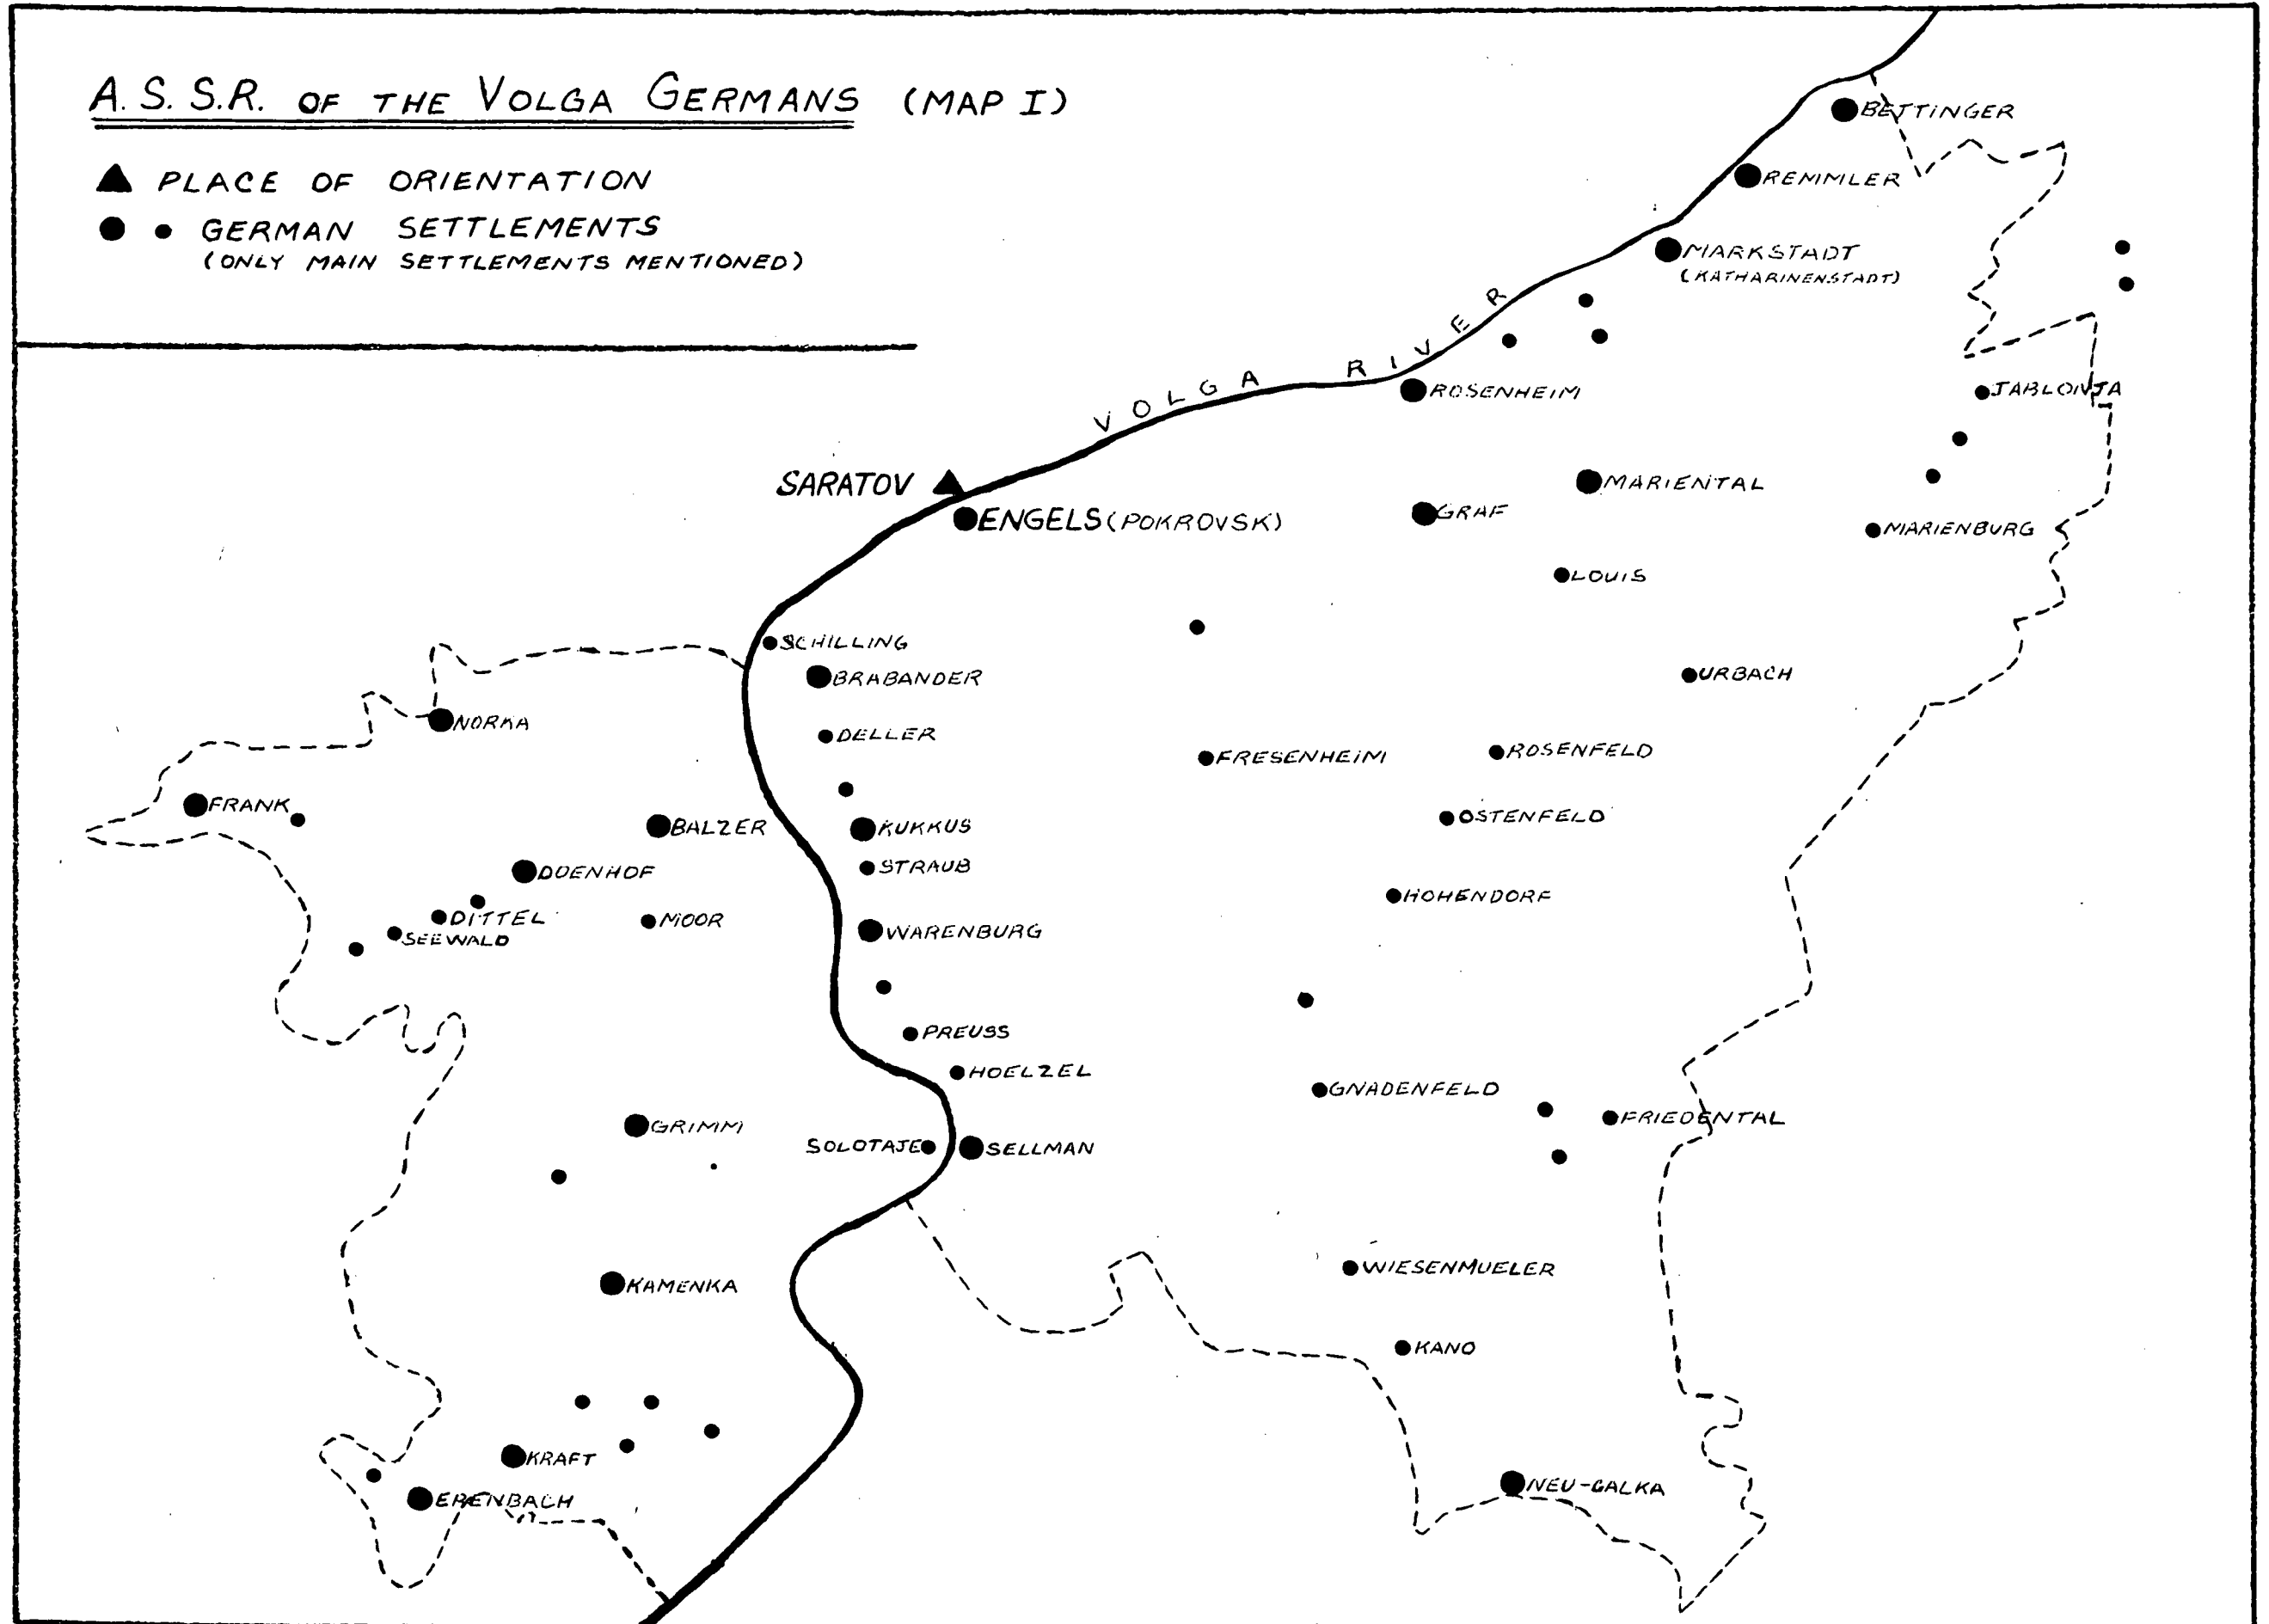 A. S. S. R. OF THE VOLGA GERMANS (MAP I)
PLACE OF ORIENTATION
GERMAN SETTLEMENTS
(ONLY MAIN SETTLEMENTS MENTIONED)
BETTINGER
REMMLER
MARKSTADT
(KATHARINENSTADT)
VOLGA RIVER
ROSENHEIM
JABLONJA
SARATOV
ENGELS (POKROVSK)
MARIENTAL
GRAF
MARIENBURG
LOUIS
SCHILLING
BRABANDER
URBACH
NORKA
DELLER
FRESENHEIM
ROSENFELD
FRANK
BALZER
KUKKUS
OSTENFELD
STRAUB
DOENHOF
HOHENDORF
DITTEL
MOOR
SEEWALD
WARENBURG
PREUSS
HOELZEL
GNADENFELD
FRIEDENTAL
GRIMM
SOLOTAJE
SELLMAN
WIESENMUELER
KAMENKA
KANO
KRAFT
NEU-GALKA
ERENBACH